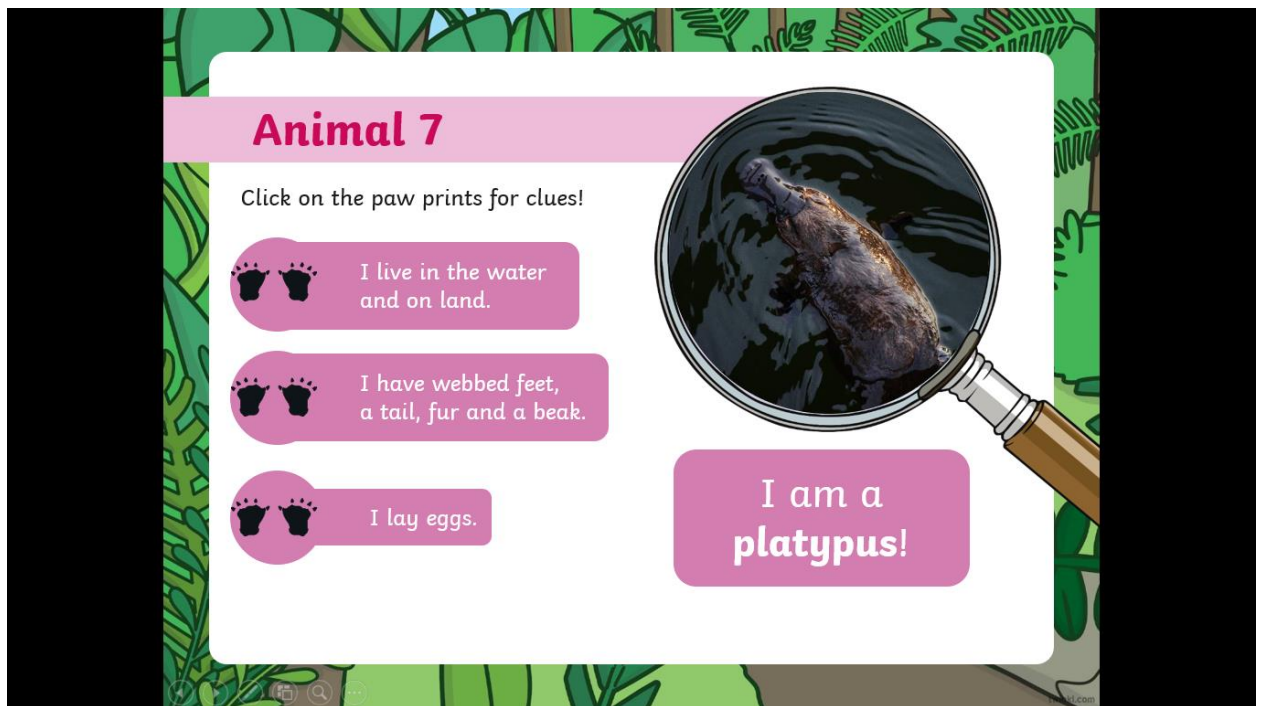 Animal 7
Click on the paw prints for clues!
I live in the water
and on land.
I have webbed feet,
a tail, fur and a beak.
I lay eggs.
I am a
platypus!